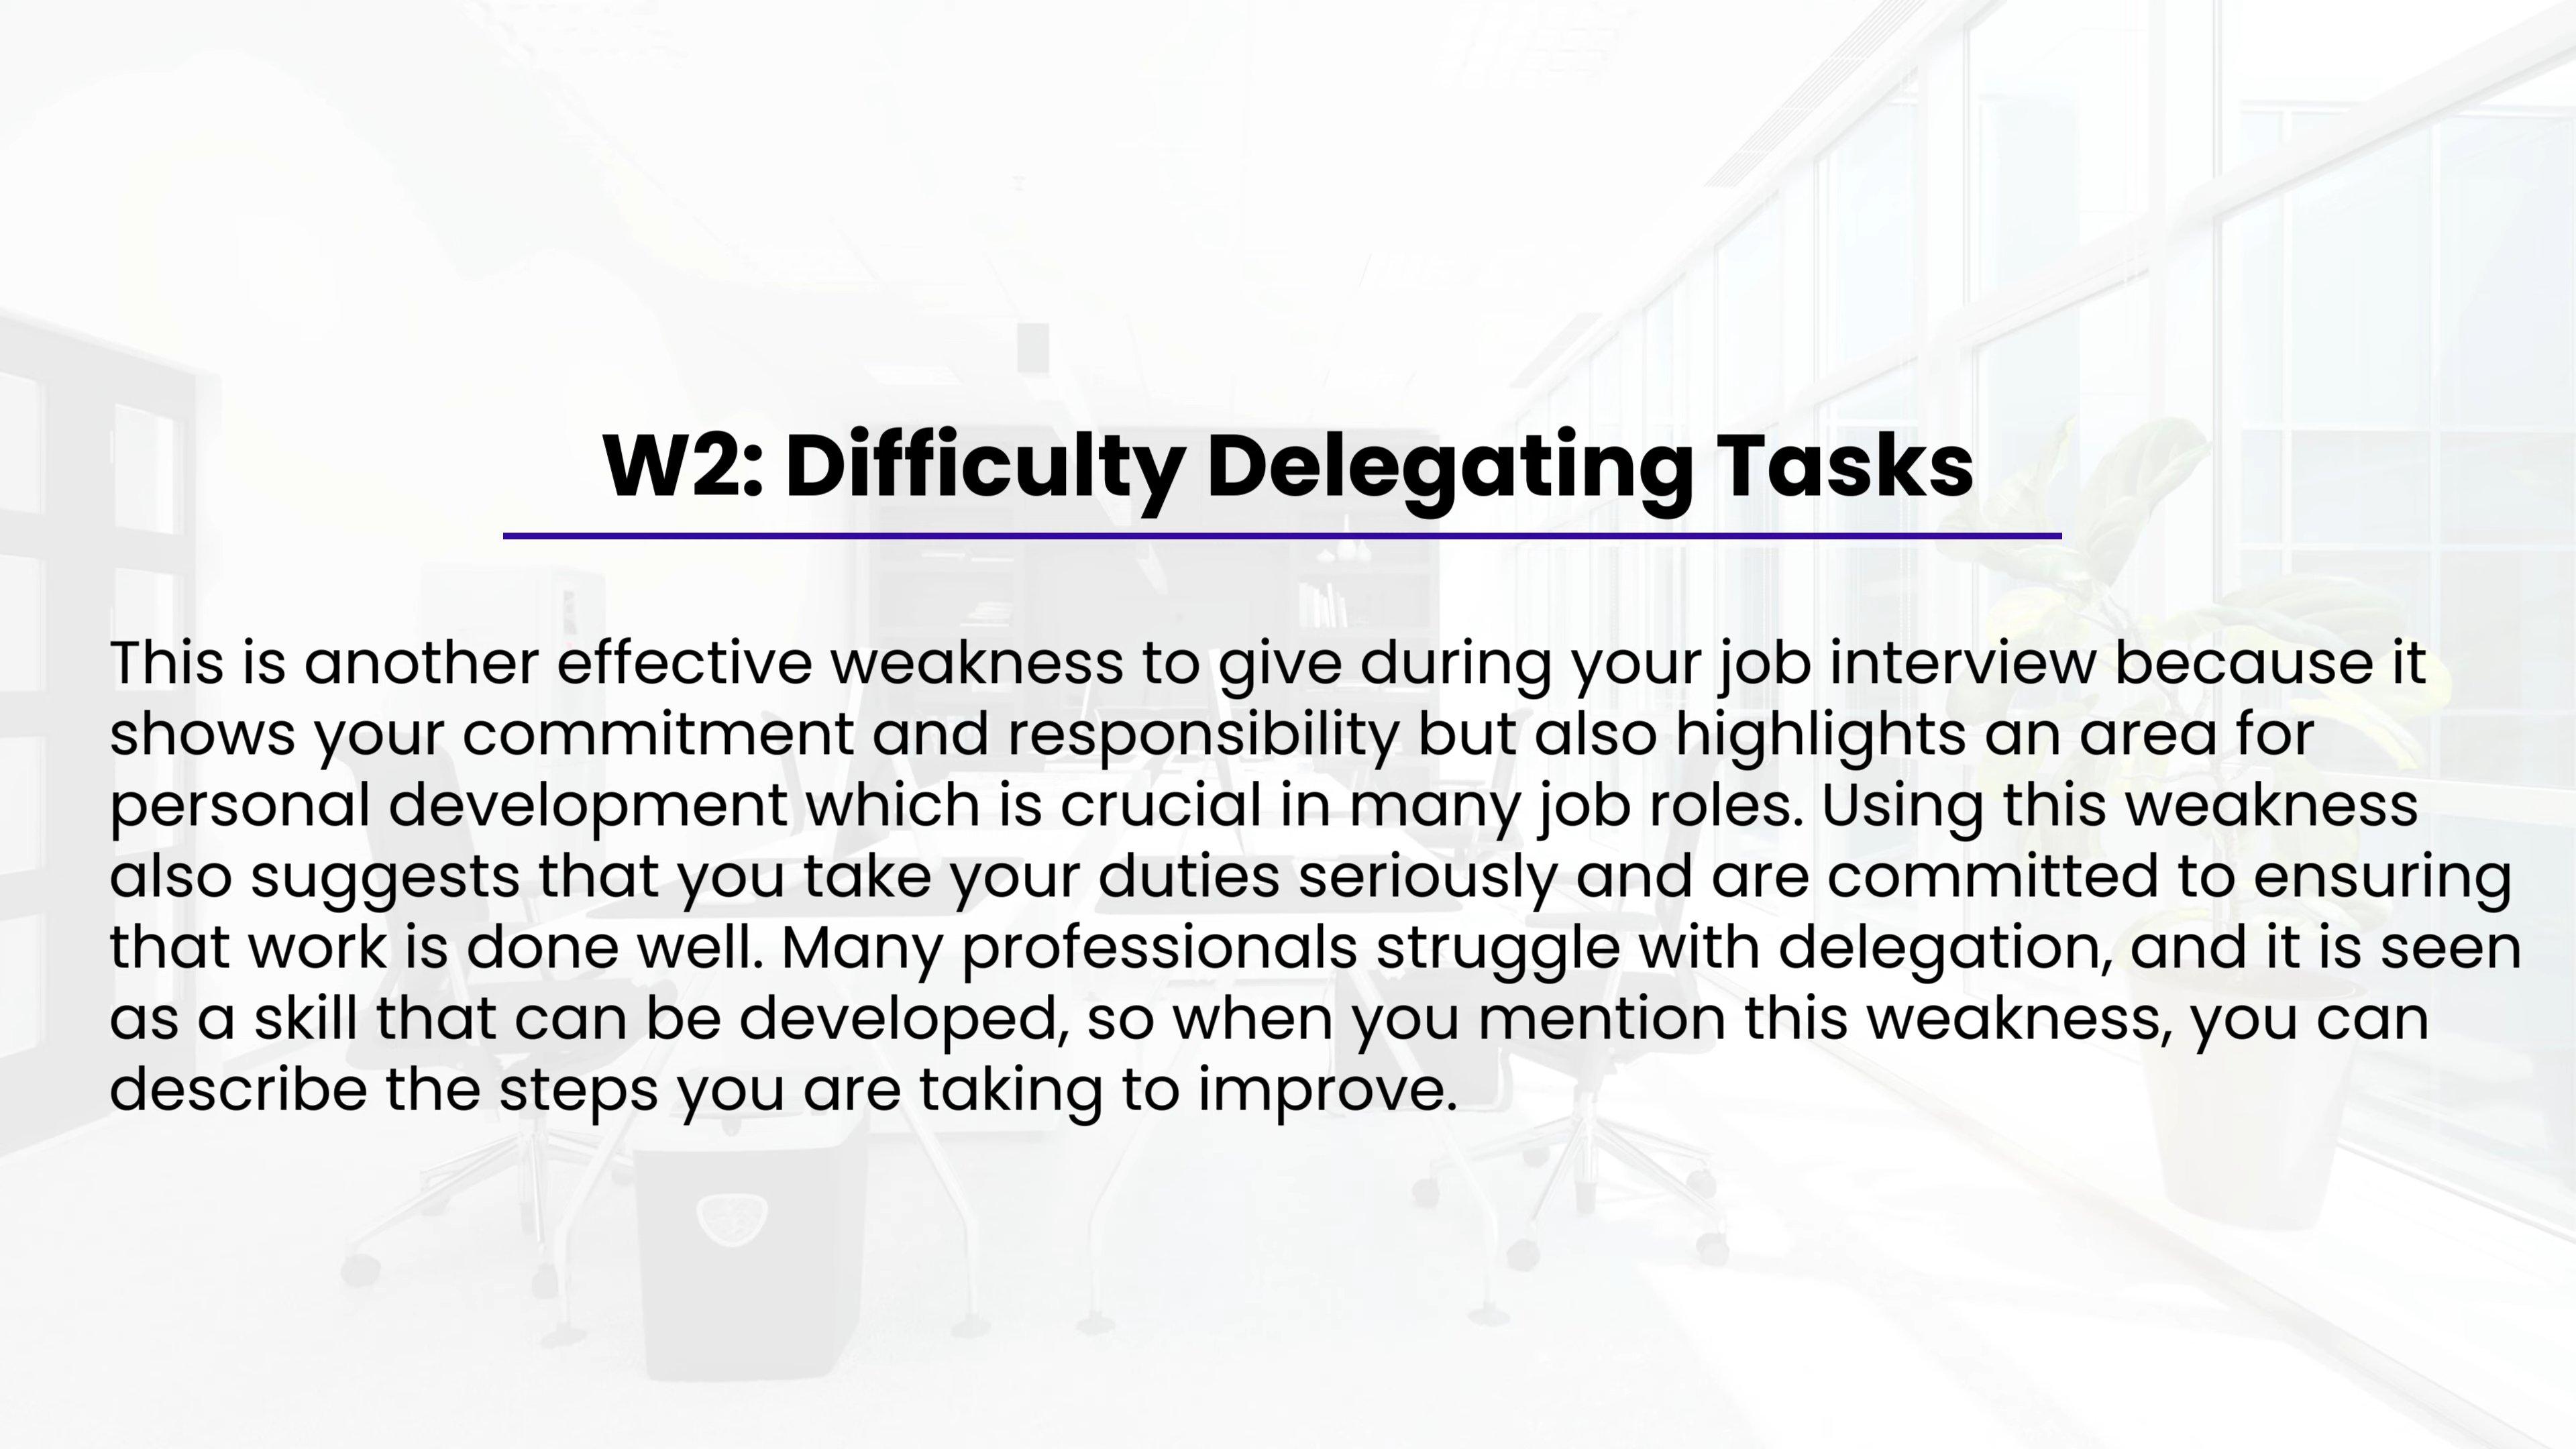 W2: Difficulty Delegating Tasks
This is another effective weakness to give during your job interview because it
shows your commitment and responsibility but also highlights an area for
personal development which is crucial in many job roles. Using this weakness
also suggests that you take your duties seriously and are committed to ensuring
that work is done well. Many professionals struggle with delegation, and it is seen
as a skill that can be developed, so when you mention this weakness, you can
describe the steps you are taking to improve.